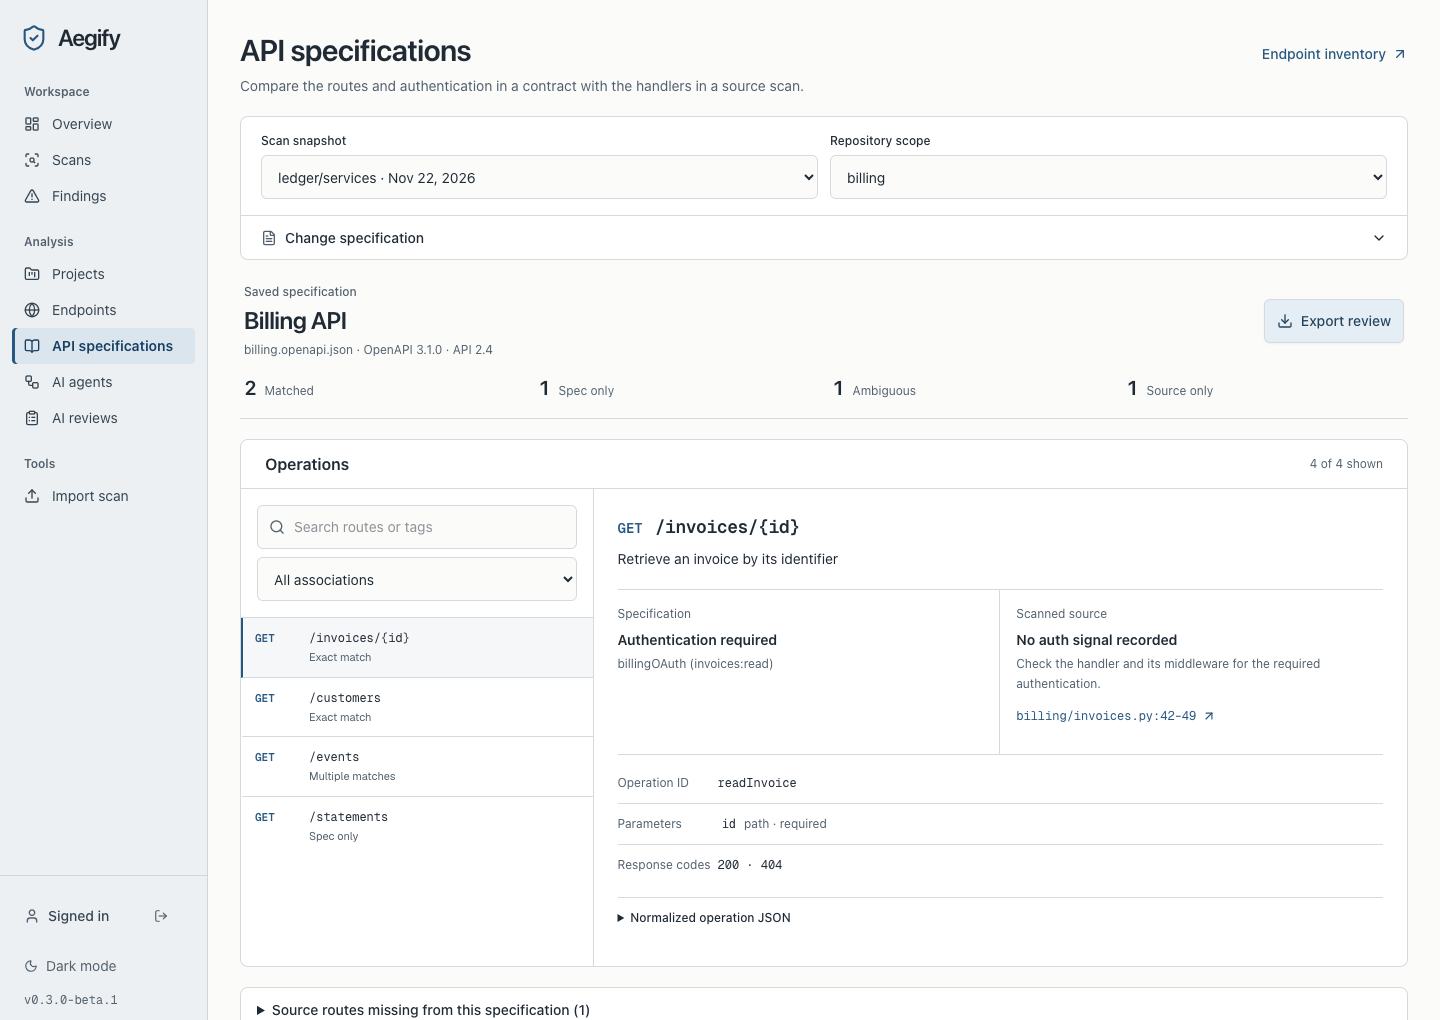 Aegify
Workspace
Overview
Scans
Findings
Analysis
Projects
Endpoints
API specifications
AI agents
AI reviews
Tools
Import scan
Signed in
Dark mode
v0.3.0-beta.1
API specifications
Endpoint inventory
Compare the routes and authentication in a contract with the handlers in a source scan.
Scan snapshot
Repository scope
ledger/services · Nov 22, 2026
billing
Change specification
Saved specification
Billing API
billing.openapi.json · OpenAPI 3.1.0 · API 2.4
Export review
2 Matched
1 Spec only
1 Ambiguous
1 Source only
Operations
4 of 4 shown
Search routes or tags
All associations
GET /invoices/{id}
Exact match
GET /customers
Exact match
GET /events
Multiple matches
GET /statements
Spec only
GET /invoices/{id}
Retrieve an invoice by its identifier
Specification
Authentication required
billingOAuth (invoices:read)
Scanned source
No auth signal recorded
Check the handler and its middleware for the required
authentication.
billing/invoices.py:42-49
Operation ID readInvoice
Parameters id path · required
Response codes 200 · 404
Normalized operation JSON
Source routes missing from this specification (1)